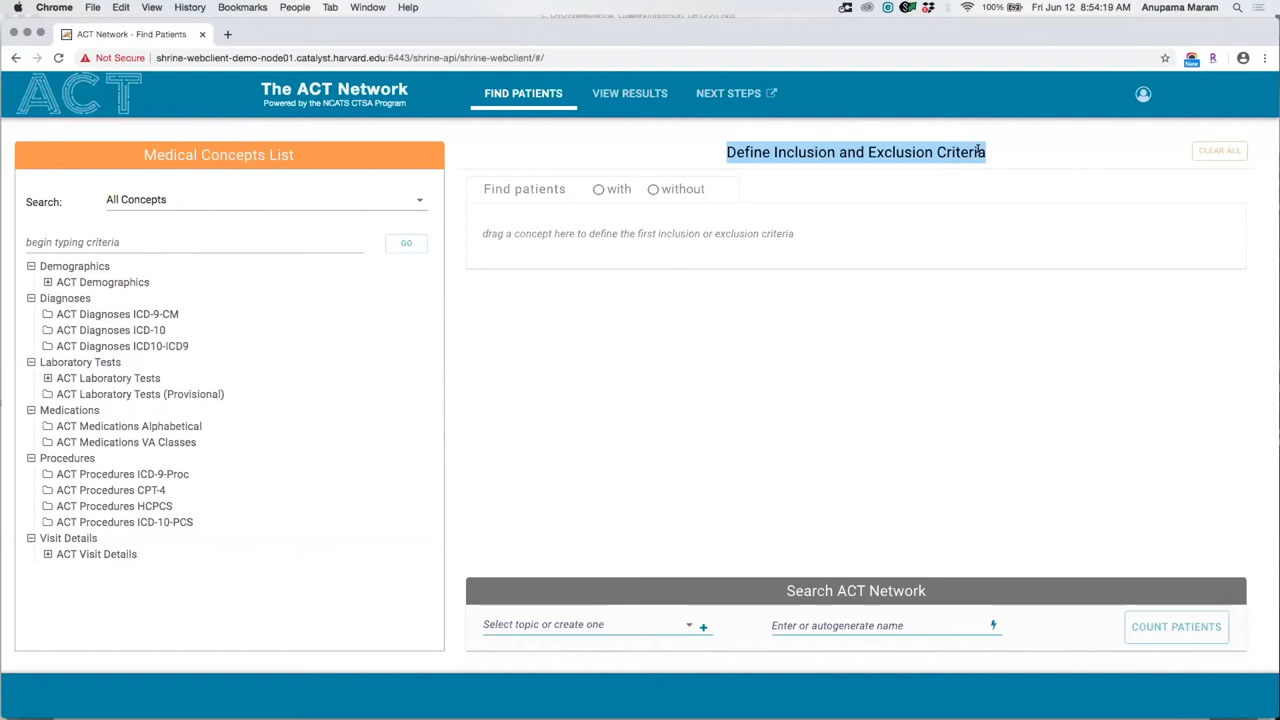 Chrome File Edit View History Bookmarks People Tab Window Help 100% Fri Jun 12 8:54:19 AM Anupama Maram
ACT Network - Find Patients
Not Secure shrine-webclient-demo-node01.catalyst.harvard.edu:6443/shrine-api/shrine-webclient/#/
New
ACT
The ACT Network
Powered by the NCATS CTSA Program
FIND PATIENTS VIEW RESULTS NEXT STEPS
Medical Concepts List
Define Inclusion and Exclusion Criteria
CLEAR ALL
Search: All Concepts
Find patients with without
begin typing criteria GO
drag a concept here to define the first inclusion or exclusion criteria
Demographics
ACT Demographics
Diagnoses
ACT Diagnoses ICD-9-CM
ACT Diagnoses ICD-10
ACT Diagnoses ICD10-ICD9
Laboratory Tests
ACT Laboratory Tests
ACT Laboratory Tests (Provisional)
Medications
ACT Medications Alphabetical
ACT Medications VA Classes
Procedures
ACT Procedures ICD-9-Proc
ACT Procedures CPT-4
ACT Procedures HCPCS
ACT Procedures ICD-10-PCS
Visit Details
ACT Visit Details
Search ACT Network
Select topic or create one
Enter or autogenerate name
COUNT PATIENTS